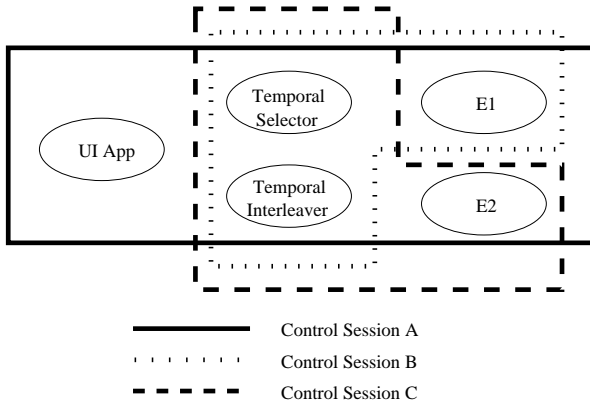 Temporal
Selector
E1
UI App
Temporal
Interleaver
E2
Control Session A
Control Session B
Control Session C